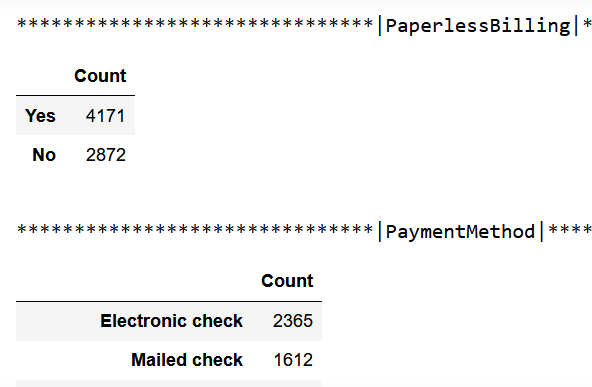 *******************************|PaperlessBilling|*
Count
Yes 4171
No 2872
*******************************|PaymentMethod|****
Count
Electronic check 2365
Mailed check 1612